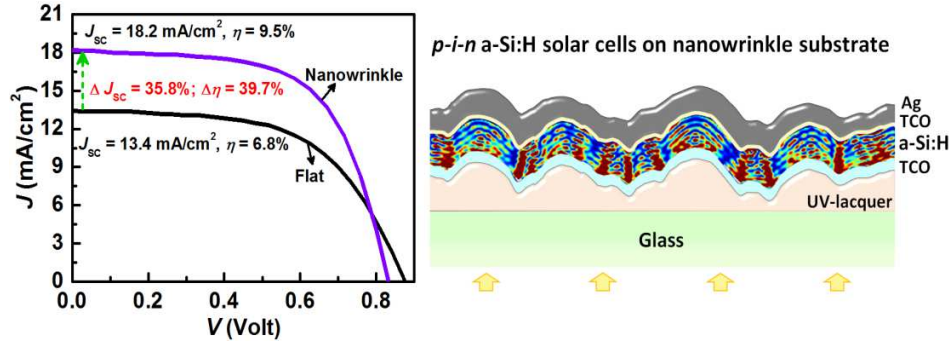 J_SC = 18.2 mA/cm², η = 9.5%
Nanowrinkle
Δ J_SC = 35.8%; Δη = 39.7%
J_SC = 13.4 mA/cm², η = 6.8%
Flat
J (mA/cm²)
21
18
15
12
9
6
3
0
0.0
0.2
0.4
0.6
0.8
V (Volt)
p-i-n a-Si:H solar cells on nanowrinkle substrate
Ag
TCO
a-Si:H
TCO
UV-lacquer
Glass